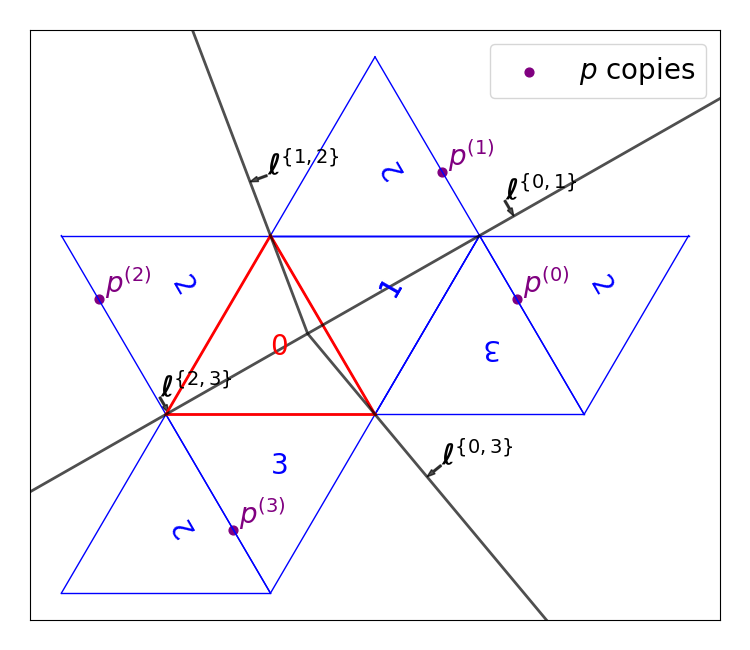 p copies
p^{(1)}
ℓ^{\{1, 2\}}
2
ℓ^{\{0, 1\}}
p^{(2)}
2
1
p^{(0)}
2
0
3
ℓ^{\{2, 3\}}
ℓ^{\{0, 3\}}
3
p^{(3)}
2